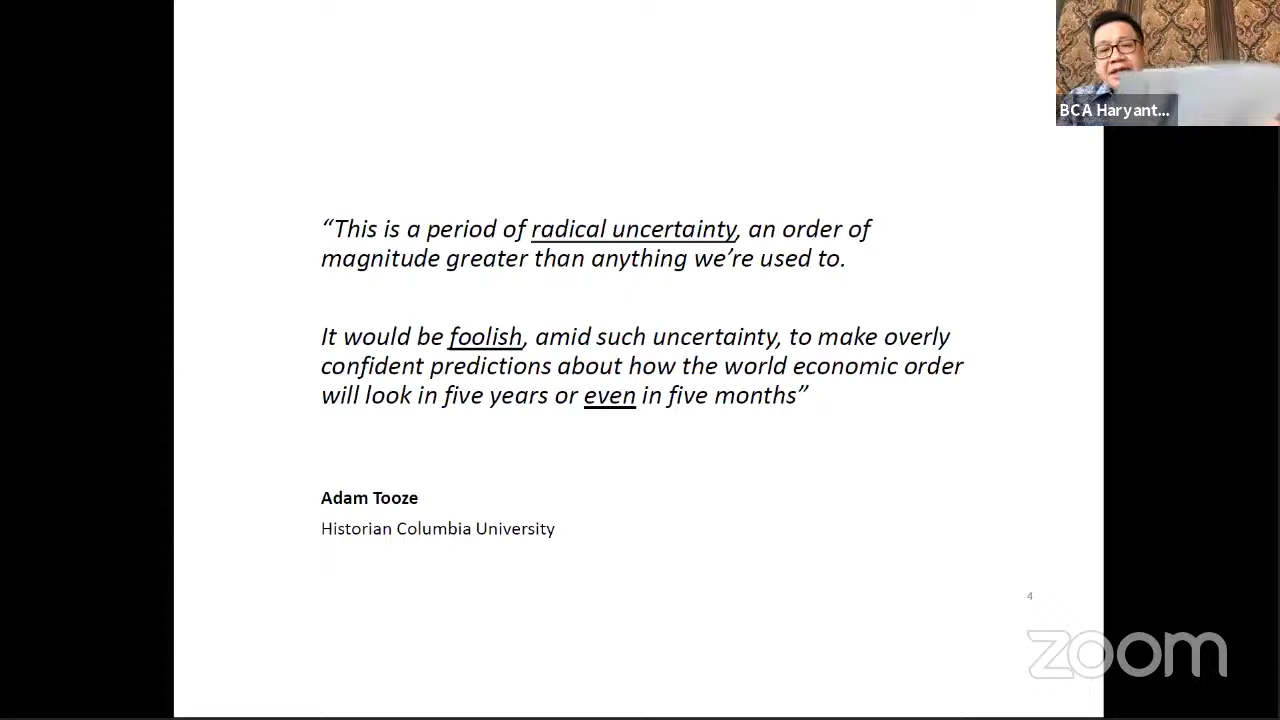 BCA Haryant...
“This is a period of radical uncertainty, an order of
magnitude greater than anything we’re used to.
It would be foolish, amid such uncertainty, to make overly
confident predictions about how the world economic order
will look in five years or even in five months”
Adam Tooze
Historian Columbia University
4
zoom